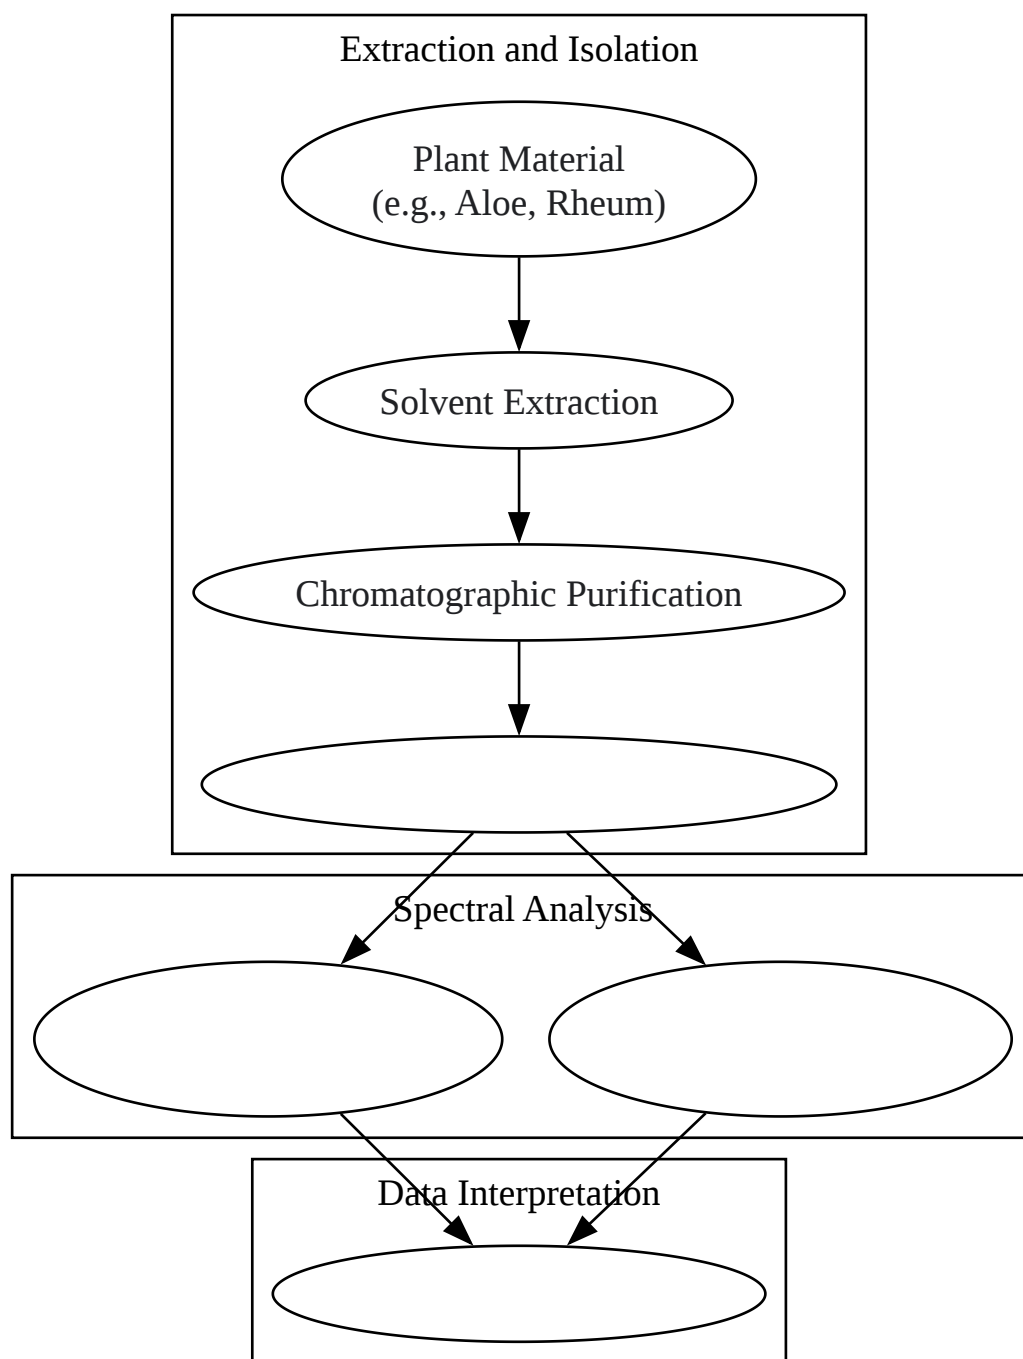 Extraction and Isolation
Plant Material
(e.g., Aloe, Rheum)
Solvent Extraction
Chromatographic Purification
Spectral Analysis
Data Interpretation